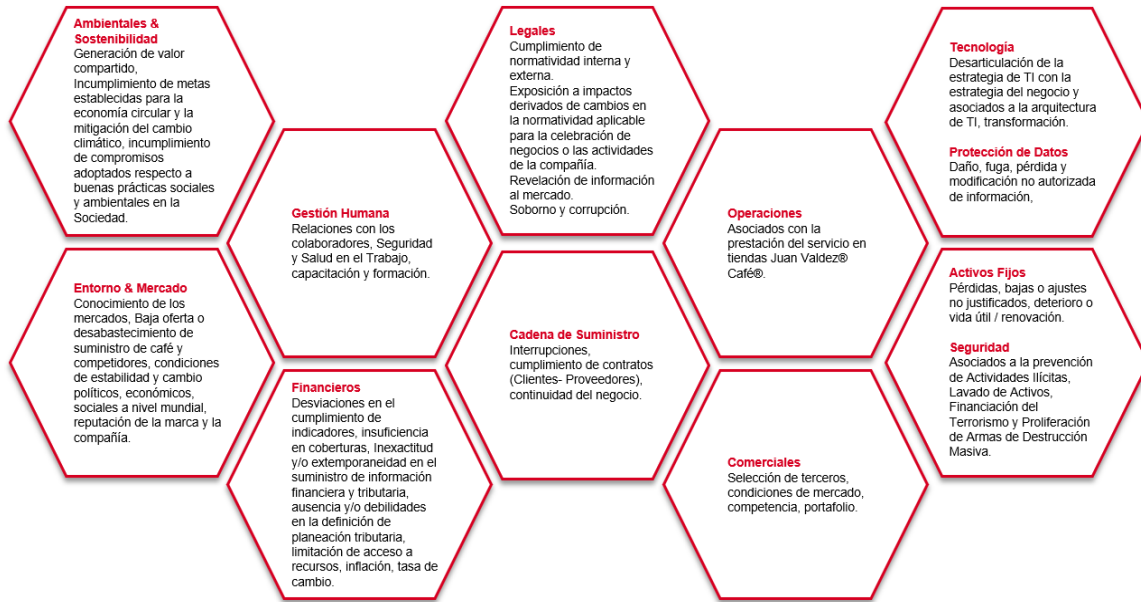 Ambientales &
Sostenibilidad
Generación de valor
compartido,
Incumplimiento de metas
establecidas para la
economía circular y la
mitigación del cambio
climático, incumplimiento
de compromisos
adoptados respecto a
buenas prácticas sociales
y ambientales en la
Sociedad.
Entorno & Mercado
Conocimiento de los
mercados, Baja oferta o
desabastecimiento de
suministro de café y
competidores, condiciones
de estabilidad y cambio
políticos, económicos,
sociales a nivel mundial,
reputación de la marca y la
compañía.
Gestión Humana
Relaciones con los
colaboradores, Seguridad
y Salud en el Trabajo,
capacitación y formación.
Financieros
Desviaciones en el
cumplimiento de
indicadores, insuficiencia
en coberturas, Inexactitud
y/o extemporaneidad en el
suministro de información
financiera y tributaria,
ausencia y/o debilidades
en la definición de
planeación tributaria,
limitación de acceso a
recursos, inflación, tasa de
cambio.
Legales
Cumplimiento de
normatividad interna y
externa.
Exposición a impactos
derivados de cambios en
la normatividad aplicable
para la celebración de
negocios o las actividades
de la compañía.
Revelación de información
al mercado.
Soborno y corrupción.
Cadena de Suministro
Interrupciones,
cumplimiento de contratos
(Clientes- Proveedores),
continuidad del negocio.
Operaciones
Asociados con la
prestación del servicio en
tiendas Juan Valdez®
Café®.
Comerciales
Selección de terceros,
condiciones de mercado,
competencia, portafolio.
Tecnología
Desarticulación de la
estrategia de TI con la
estrategia del negocio y
asociados a la arquitectura
de TI, transformación.
Protección de Datos
Daño, fuga, pérdida y
modificación no autorizada
de información,
Activos Fijos
Pérdidas, bajas o ajustes
no justificados, deterioro o
vida útil / renovación.
Seguridad
Asociados a la prevención
de Actividades Ilícitas,
Lavado de Activos,
Financiación del
Terrorismo y Proliferación
de Armas de Destrucción
Masiva.